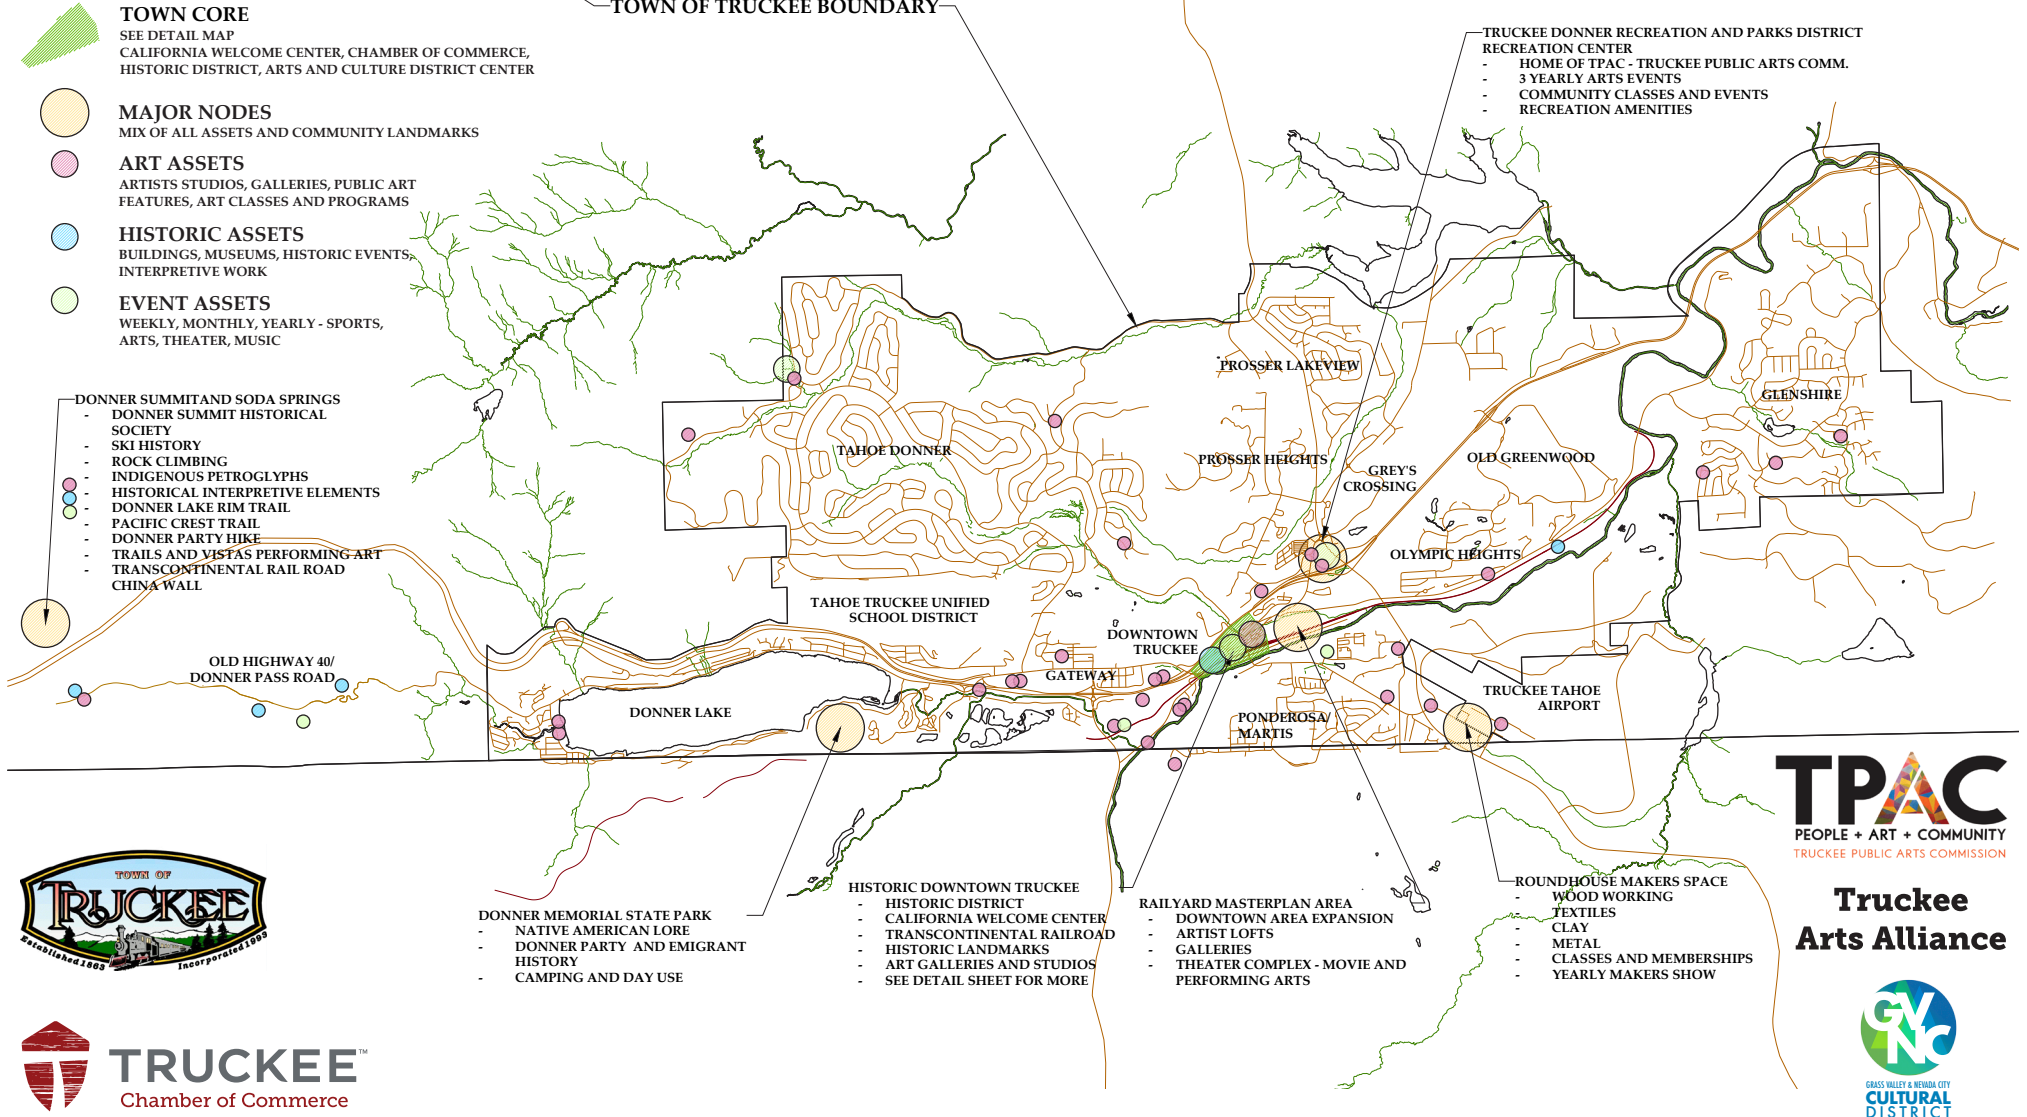 TOWN CORE
SEE DETAIL MAP
CALIFORNIA WELCOME CENTER, CHAMBER OF COMMERCE,
HISTORIC DISTRICT, ARTS AND CULTURE DISTRICT CENTER
MAJOR NODES
MIX OF ALL ASSETS AND COMMUNITY LANDMARKS
ART ASSETS
ARTISTS STUDIOS, GALLERIES, PUBLIC ART
FEATURES, ART CLASSES AND PROGRAMS
HISTORIC ASSETS
BUILDINGS, MUSEUMS, HISTORIC EVENTS,
INTERPRETIVE WORK
EVENT ASSETS
WEEKLY, MONTHLY, YEARLY - SPORTS,
ARTS, THEATER, MUSIC
TOWN OF TRUCKEE BOUNDARY
TRUCKEE DONNER RECREATION AND PARKS DISTRICT
RECREATION CENTER
- HOME OF TPAC - TRUCKEE PUBLIC ARTS COMM.
- 3 YEARLY ARTS EVENTS
- COMMUNITY CLASSES AND EVENTS
- RECREATION AMENITIES
DONNER SUMMITAND SODA SPRINGS
- DONNER SUMMIT HISTORICAL
SOCIETY
- SKI HISTORY
- ROCK CLIMBING
- INDIGENOUS PETROGLYPHS
- HISTORICAL INTERPRETIVE ELEMENTS
- DONNER LAKE RIM TRAIL
- PACIFIC CREST TRAIL
- DONNER PARTY HIKE
- TRAILS AND VISTAS PERFORMING ART
- TRANSCONTINENTAL RAIL ROAD
CHINA WALL
PROSSER LAKEVIEW
GLENSHIRE
TAHOE DONNER
PROSSER HEIGHTS
GREY'S
CROSSING
OLD GREENWOOD
OLYMPIC HEIGHTS
TAHOE TRUCKEE UNIFIED
SCHOOL DISTRICT
DOWNTOWN
TRUCKEE
OLD HIGHWAY 40/
DONNER PASS ROAD
GATEWAY
DONNER LAKE
PONDEROSA/
MARTIS
TRUCKEE TAHOE
AIRPORT
DONNER MEMORIAL STATE PARK
- NATIVE AMERICAN LORE
- DONNER PARTY AND EMIGRANT
HISTORY
- CAMPING AND DAY USE
HISTORIC DOWNTOWN TRUCKEE
- HISTORIC DISTRICT
- CALIFORNIA WELCOME CENTER
- TRANSCONTINENTAL RAILROAD
- HISTORIC LANDMARKS
- ART GALLERIES AND STUDIOS
- SEE DETAIL SHEET FOR MORE
RAILYARD MASTERPLAN AREA
- DOWNTOWN AREA EXPANSION
- ARTIST LOFTS
- GALLERIES
- THEATER COMPLEX - MOVIE AND
PERFORMING ARTS
ROUNDHOUSE MAKERS SPACE
- WOOD WORKING
- TEXTILES
- CLAY
- METAL
- CLASSES AND MEMBERSHIPS
- YEARLY MAKERS SHOW
TPAC
PEOPLE + ART + COMMUNITY
TRUCKEE PUBLIC ARTS COMMISSION
Truckee
Arts Alliance
GVNC
GRASS VALLEY & NEVADA CITY
CULTURAL
DISTRICT
TOWN OF
TRUCKEE
Established 1863
Incorporated 1993
TRUCKEE™
Chamber of Commerce